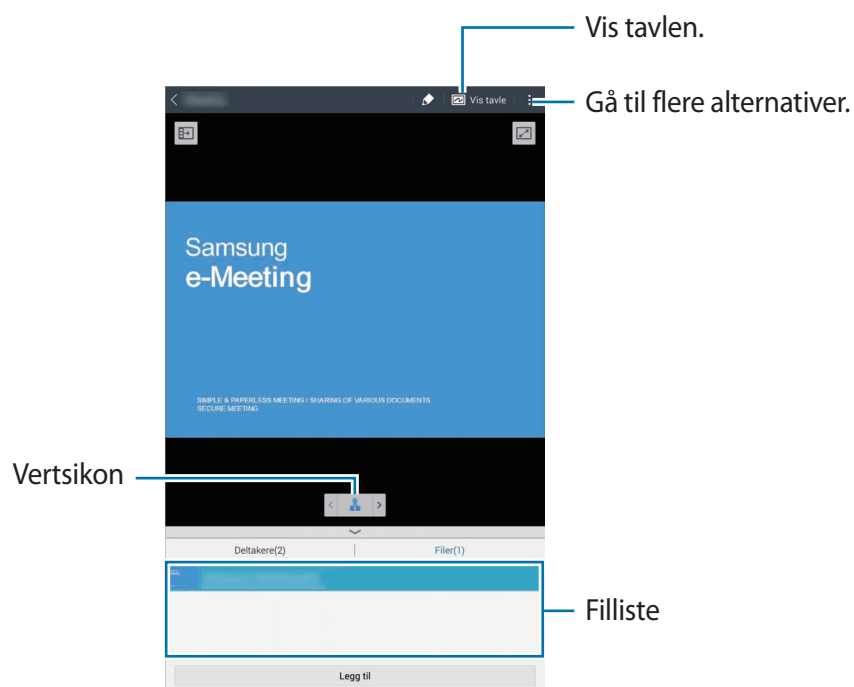 Vis tavlen.
Vis tavle
Gå til flere alternativer.
Samsung
e-Meeting
SIMPLE & PAPERLESS MEETING / SHARING OF VARIOUS DOCUMENTS
SECURE MEETING
Vertsikon
Deltakere(2)
Filer(1)
Filliste
Legg til